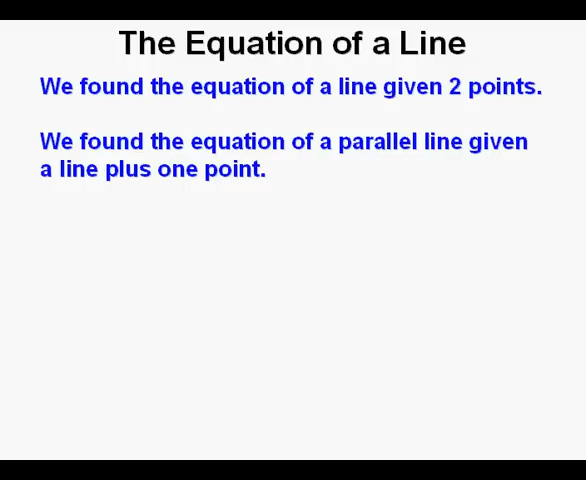 The Equation of a Line
We found the equation of a line given 2 points.
We found the equation of a parallel line given
a line plus one point.